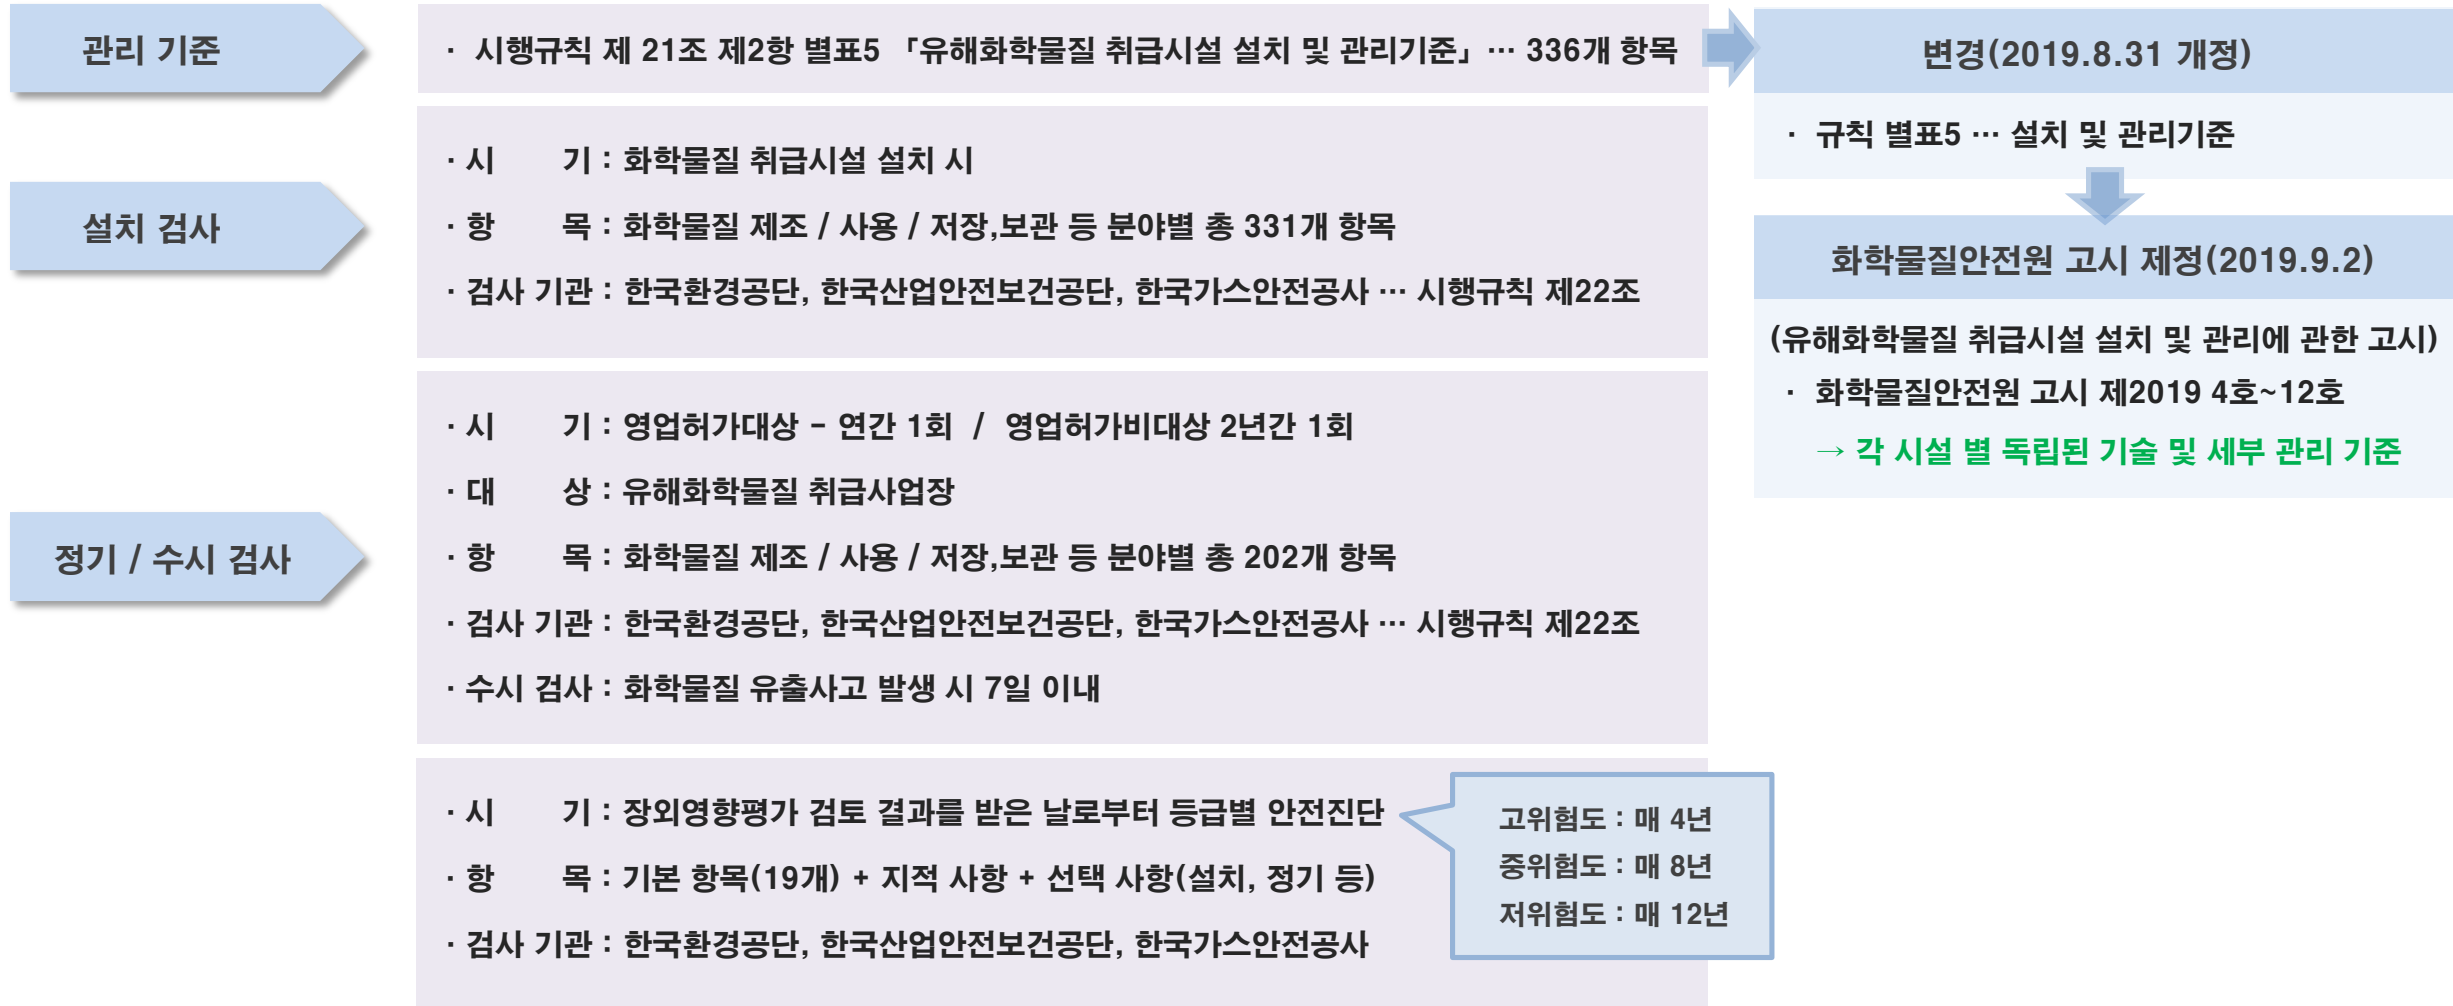 관리 기준
· 시행규칙 제 21조 제2항 별표5 「유해화학물질 취급시설 설치 및 관리기준」… 336개 항목
설치 검사
· 시 기 : 화학물질 취급시설 설치 시
· 항 목 : 화학물질 제조 / 사용 / 저장,보관 등 분야별 총 331개 항목
· 검사 기관 : 한국환경공단, 한국산업안전보건공단, 한국가스안전공사 … 시행규칙 제22조
정기 / 수시 검사
· 시 기 : 영업허가대상 - 연간 1회 / 영업허가비대상 2년간 1회
· 대 상 : 유해화학물질 취급사업장
· 항 목 : 화학물질 제조 / 사용 / 저장,보관 등 분야별 총 202개 항목
· 검사 기관 : 한국환경공단, 한국산업안전보건공단, 한국가스안전공사 … 시행규칙 제22조
· 수시 검사 : 화학물질 유출사고 발생 시 7일 이내
· 시 기 : 장외영향평가 검토 결과를 받은 날로부터 등급별 안전진단
· 항 목 : 기본 항목(19개) + 지적 사항 + 선택 사항(설치, 정기 등)
· 검사 기관 : 한국환경공단, 한국산업안전보건공단, 한국가스안전공사
고위험도 : 매 4년
중위험도 : 매 8년
저위험도 : 매 12년
변경(2019.8.31 개정)
· 규칙 별표5 … 설치 및 관리기준
화학물질안전원 고시 제정(2019.9.2)
(유해화학물질 취급시설 설치 및 관리에 관한 고시)
· 화학물질안전원 고시 제2019 4호~12호
→ 각 시설 별 독립된 기술 및 세부 관리 기준